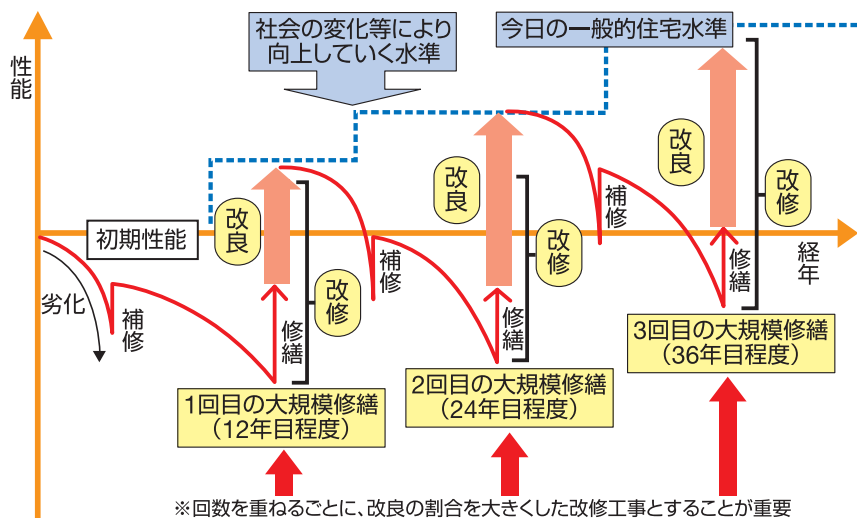 社会の変化等により
向上していく水準
今日の一般的住宅水準
性能
改良
改修
改良
改修
改良
改修
初期性能
経年
劣化
補修
修繕
補修
修繕
補修
修繕
1回目の大規模修繕
（12年目程度）
2回目の大規模修繕
（24年目程度）
3回目の大規模修繕
（36年目程度）
※回数を重ねるごとに、改良の割合を大きくした改修工事とすることが重要